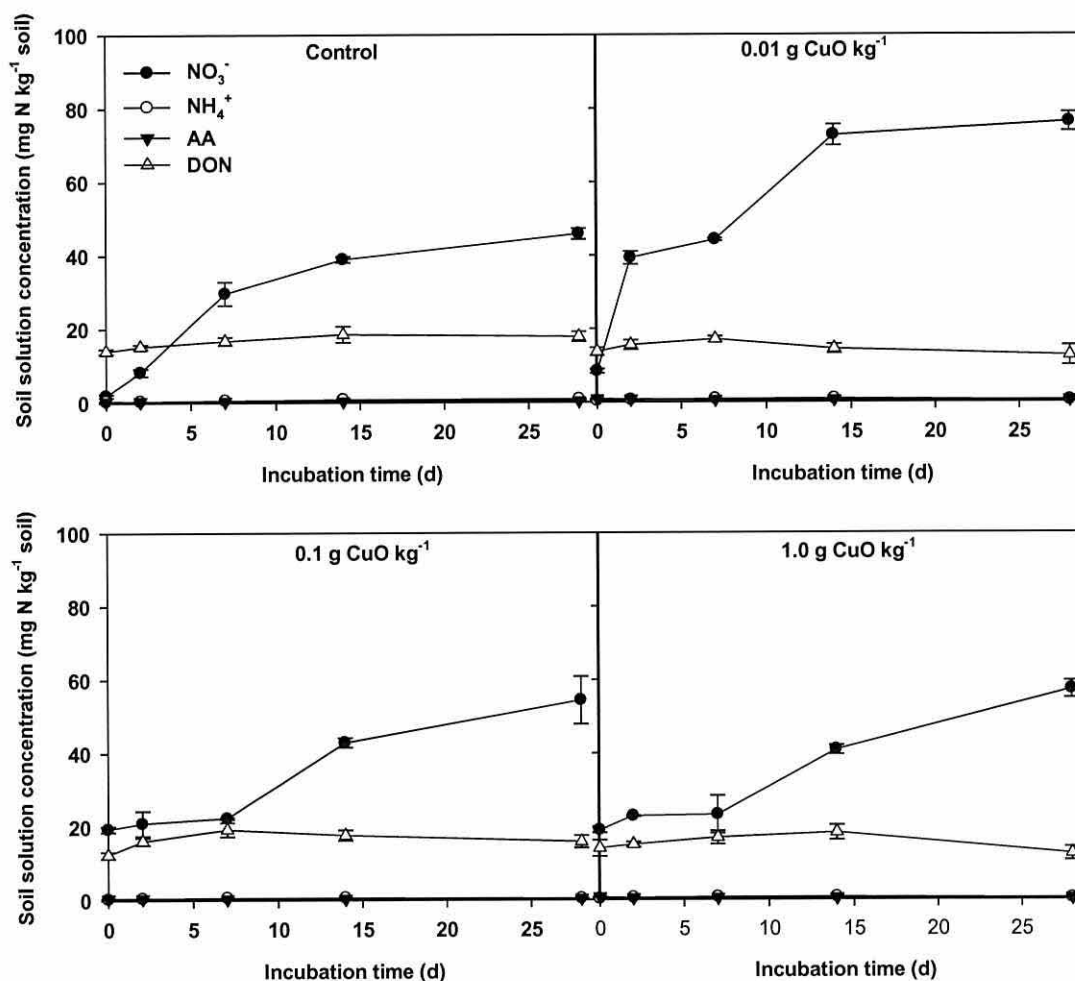 Control
0.01 g CuO kg⁻¹
NO₃⁻
NH₄⁺
AA
DON
Soil solution concentration (mg N kg⁻¹ soil)
100
80
60
40
20
0
0 5 10 15 20 25
0 5 10 15 20 25
Incubation time (d)
Incubation time (d)
0.1 g CuO kg⁻¹
1.0 g CuO kg⁻¹
Soil solution concentration (mg N kg⁻¹ soil)
100
80
60
40
20
0
0 5 10 15 20 25
0 5 10 15 20 25
Incubation time (d)
Incubation time (d)